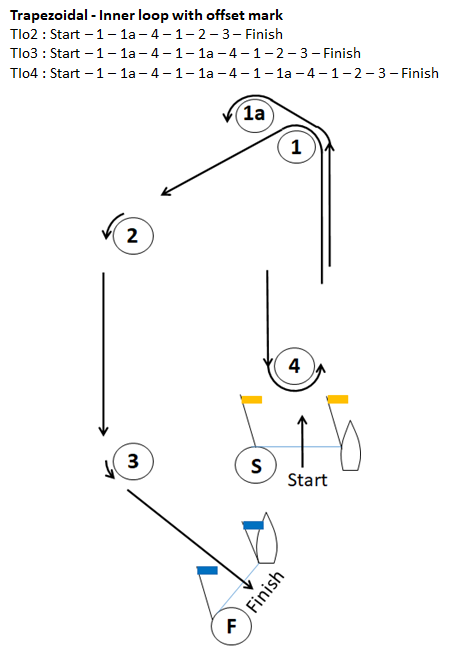 Trapezoidal - Inner loop with offset mark
Tlo2 : Start – 1 – 1a – 4 – 1 – 2 – 3 – Finish
Tlo3 : Start – 1 – 1a – 4 – 1 – 1a – 4 – 1 – 2 – 3 – Finish
Tlo4 : Start – 1 – 1a – 4 – 1 – 1a – 4 – 1 – 1a – 4 – 1 – 2 – 3 – Finish
1a
1
2
4
3
S
Start
Finish
F